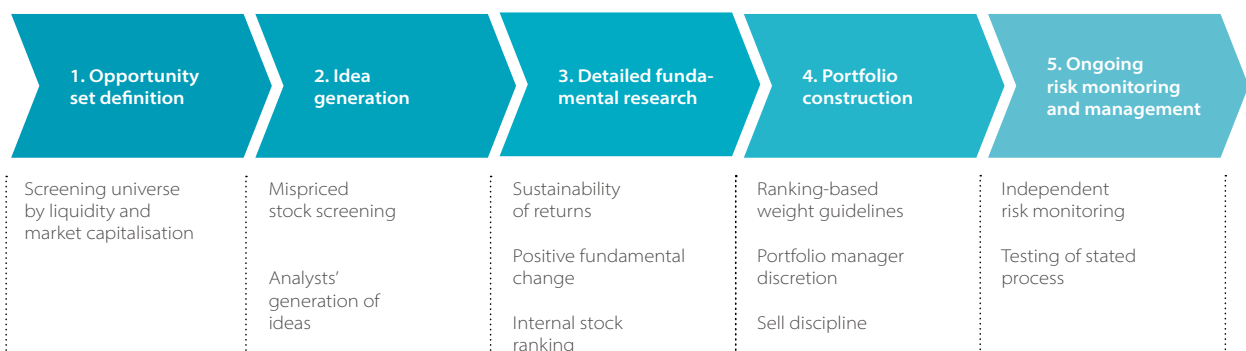 1. Opportunity
set definition
2. Idea
generation
3. Detailed funda-
mental research
4. Portfolio
construction
5. Ongoing
risk monitoring
and management
Screening universe
by liquidity and
market capitalisation
Mispriced
stock screening
Analysts’
generation of
ideas
Sustainability
of returns
Positive fundamental
change
Internal stock
ranking
Ranking-based
weight guidelines
Portfolio manager
discretion
Sell discipline
Independent
risk monitoring
Testing of stated
process